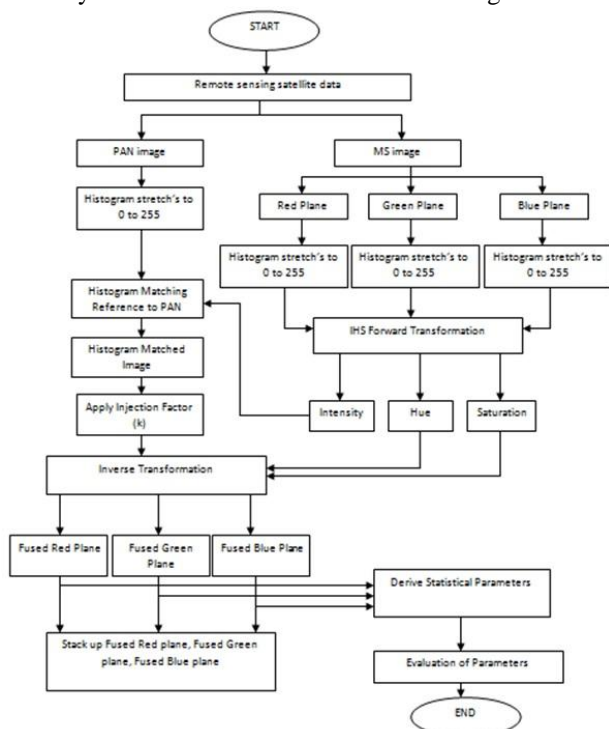 START
Remote sensing satellite data
PAN image
MS image
Histogram stretch's to
0 to 255
Red Plane
Green Plane
Blue Plane
Histogram stretch's to
0 to 255
Histogram stretch's to
0 to 255
Histogram stretch's to
0 to 255
Histogram Matching
Reference to PAN
IHS Forward Transformation
Histogram Matched
Image
Apply Injection Factor
(k)
Intensity
Hue
Saturation
Inverse Transformation
Fused Red Plane
Fused Green
Plane
Fused Blue Plane
Derive Statistical Parameters
Stack up Fused Red plane, Fused Green
plane, Fused Blue plane
Evaluation of Parameters
END